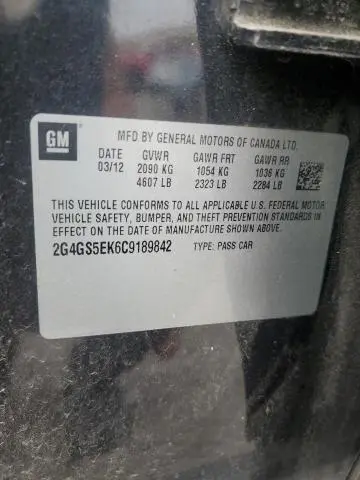 GM
MFD BY GENERAL MOTORS OF CANADA LTD.
DATE GVWR GAWR FRT GAWR RR
03/12 2090 KG 1054 KG 1036 KG
4607 LB 2323 LB 2284 LB
THIS VEHICLE CONFORMS TO ALL APPLICABLE U.S. FEDERAL MOTOR
VEHICLE SAFETY, BUMPER, AND THEFT PREVENTION STANDARDS IN
EFFECT ON THE DATE OF MANUFACTURE SHOWN ABOVE.
2G4GS5EK6C9189842 TYPE: PASS CAR